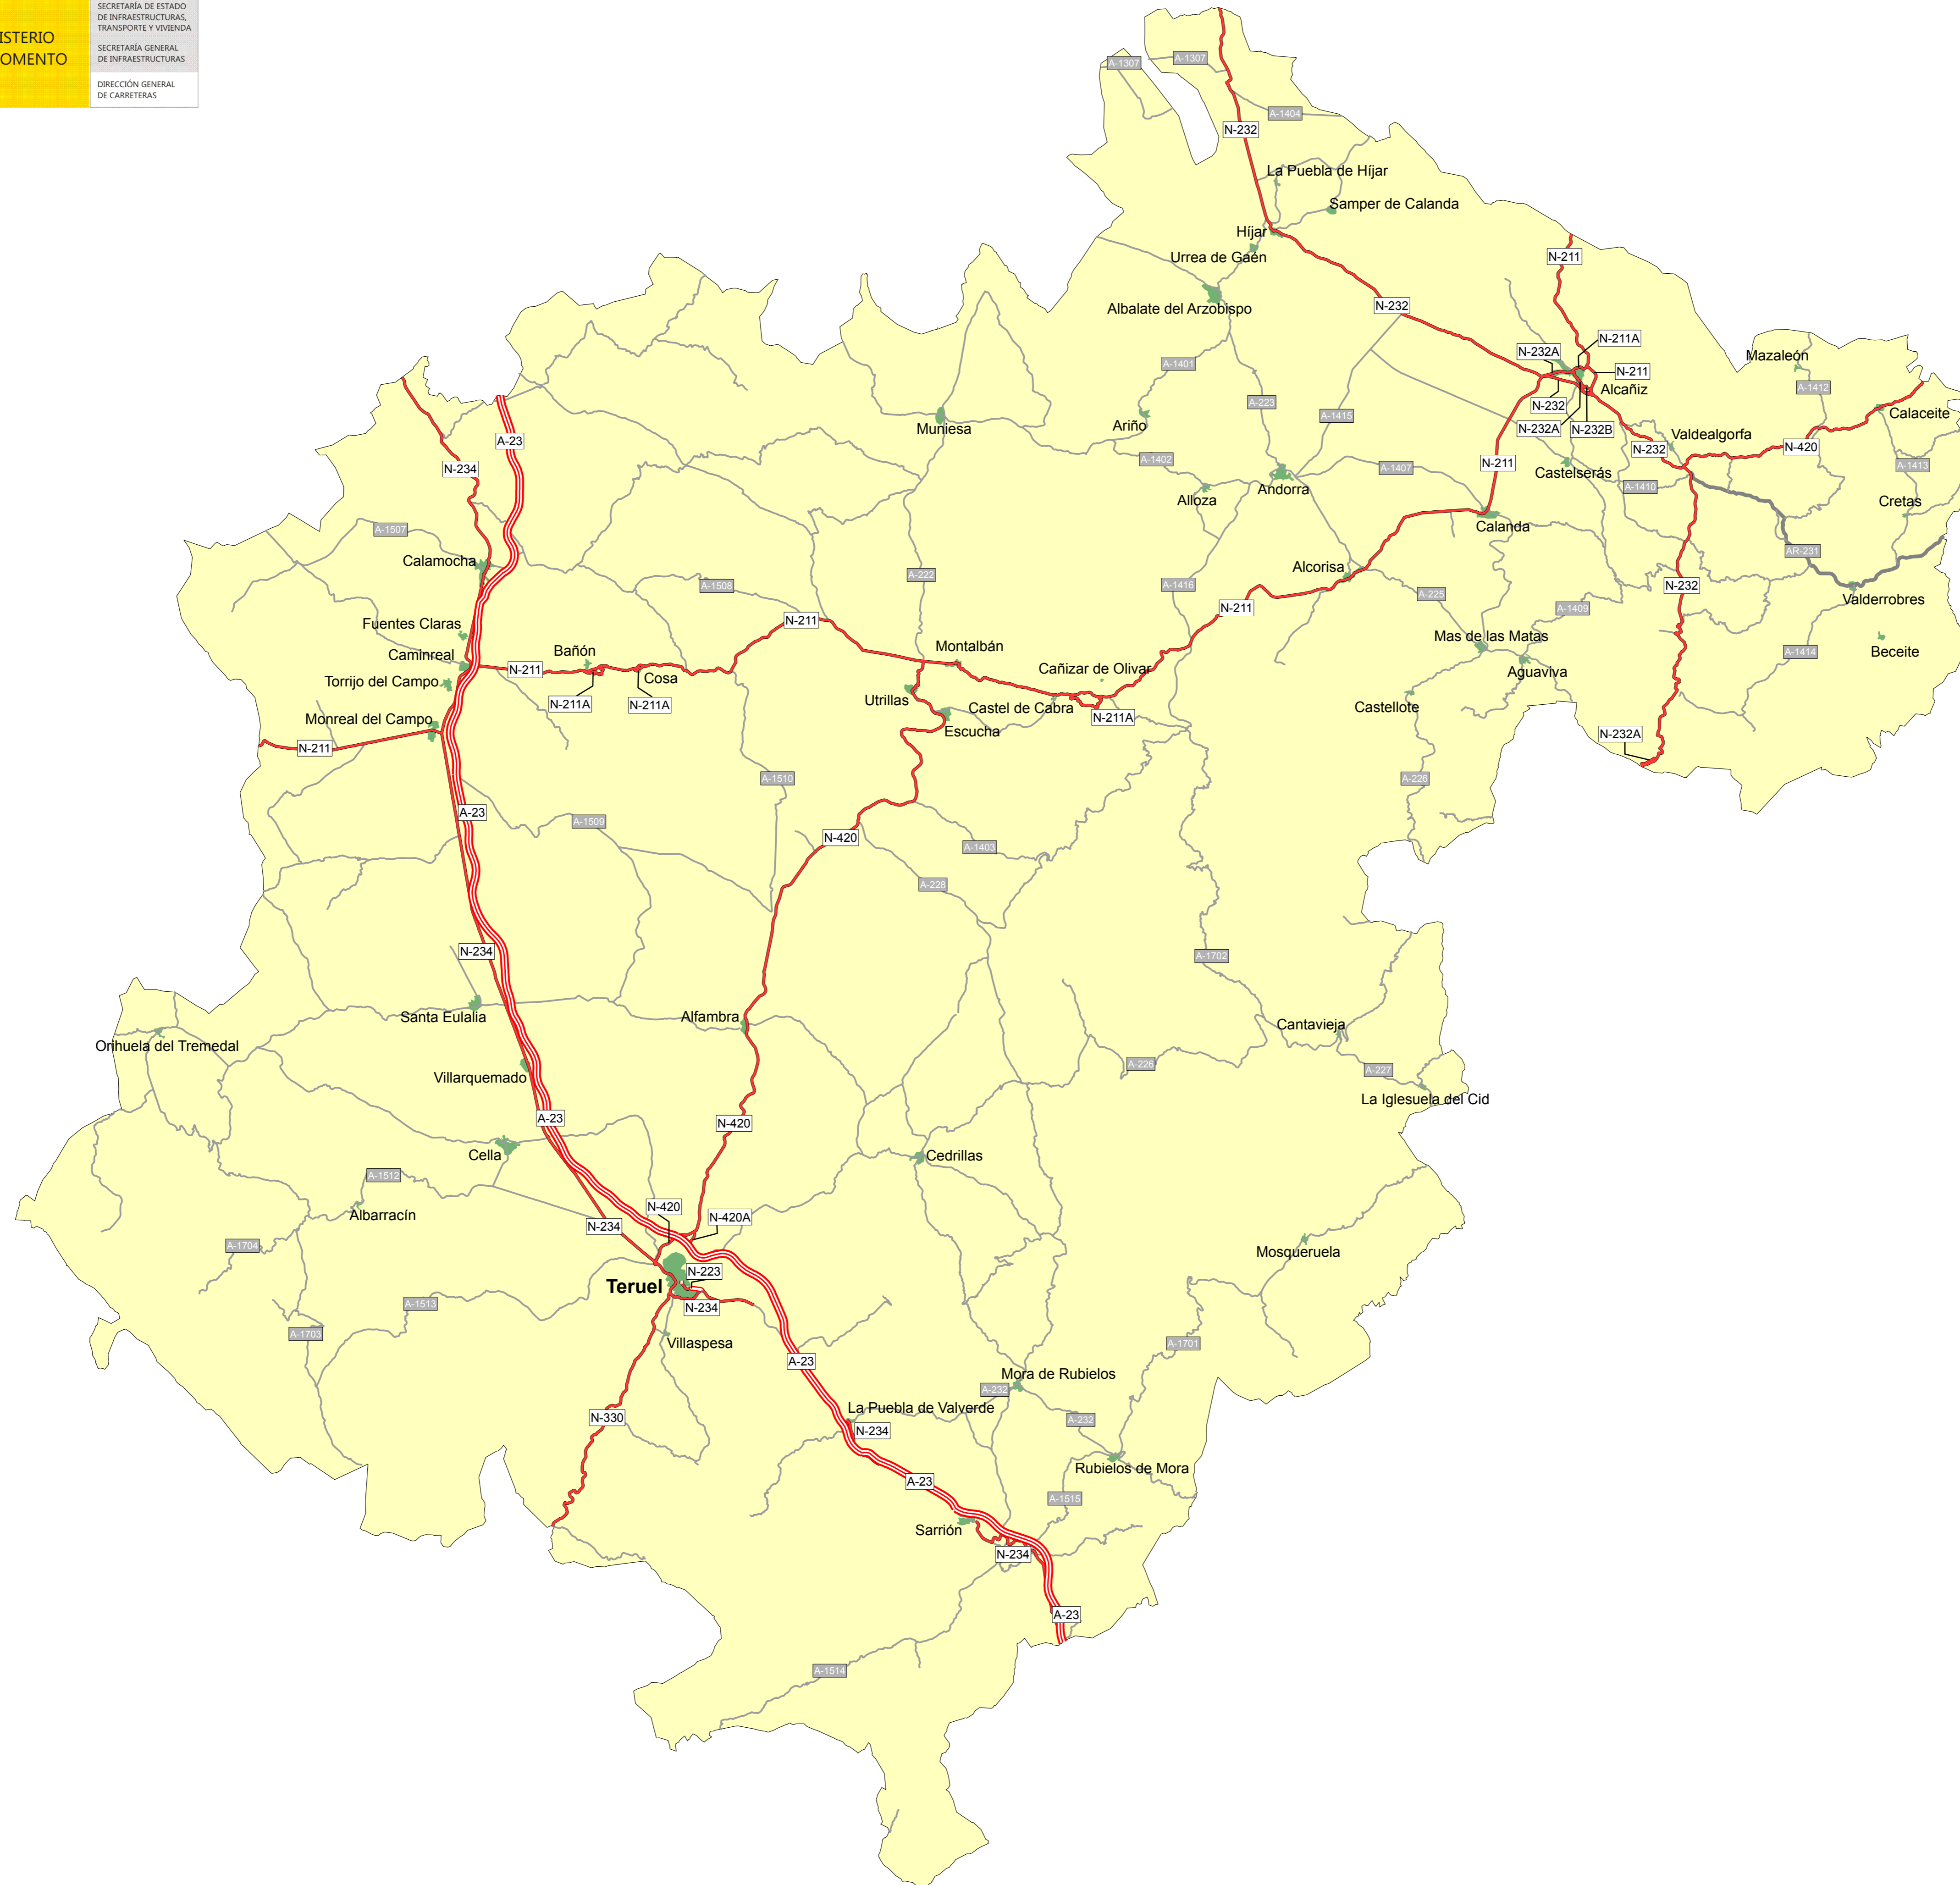 SECRETARÍA DE ESTADO
DE INFRAESTRUCTURAS,
TRANSPORTE Y VIVIENDA
ISTERIO
OMENTO
SECRETARÍA GENERAL
DE INFRAESTRUCTURAS
DIRECCIÓN GENERAL
DE CARRETERAS
A-1307
A-1307
A-1404
N-232
La Puebla de Híjar
Samper de Calanda
Híjar
Urrea de Gaén
N-211
Albalate del Arzobispo
N-232
N-211A
N-232A
Mazaleón
A-1401
N-211
A-1412
Alcañiz
A-223
N-232
Calaceite
A-1415
Ariño
Muniesa
N-232A
N-232B
Valdealgorfa
A-23
N-232
N-420
A-1402
N-211
A-1413
N-234
A-1407
Castelserás
Andorra
A-1410
Alloza
Cretas
Calanda
A-1507
AR-231
Calamocha
Alcorisa
A-222
A-1508
A-1416
N-232
A-225
Valderrobres
N-211
A-1409
N-211
Fuentes Claras
Mas de las Matas
Montalbán
Bañón
Caminreal
N-211
Cañizar de Olivar
A-1414
Beceite
Cosa
Aguaviva
Torrijo del Campo
N-211A
N-211A
Utrillas
Castel de Cabra
Castellote
N-211A
Monreal del Campo
Escucha
N-232A
N-211
A-1510
A-226
A-23
A-1509
N-420
A-1403
A-228
N-234
A-1702
Santa Eulalia
Alfambra
Cantavieja
Orihuela del Tremedal
A-226
A-227
Villarquemado
La Iglesuela del Cid
A-23
N-420
Cella
Cedrillas
A-1512
N-420
Albarracín
N-420A
N-234
A-1704
Mosqueruela
N-223
Teruel
A-1513
N-234
A-1703
Villaspesa
A-1701
A-23
Mora de Rubielos
A-232
La Puebla de Valverde
N-330
A-232
N-234
Rubielos de Mora
A-23
A-1515
Sarrión
N-234
A-23
A-1514